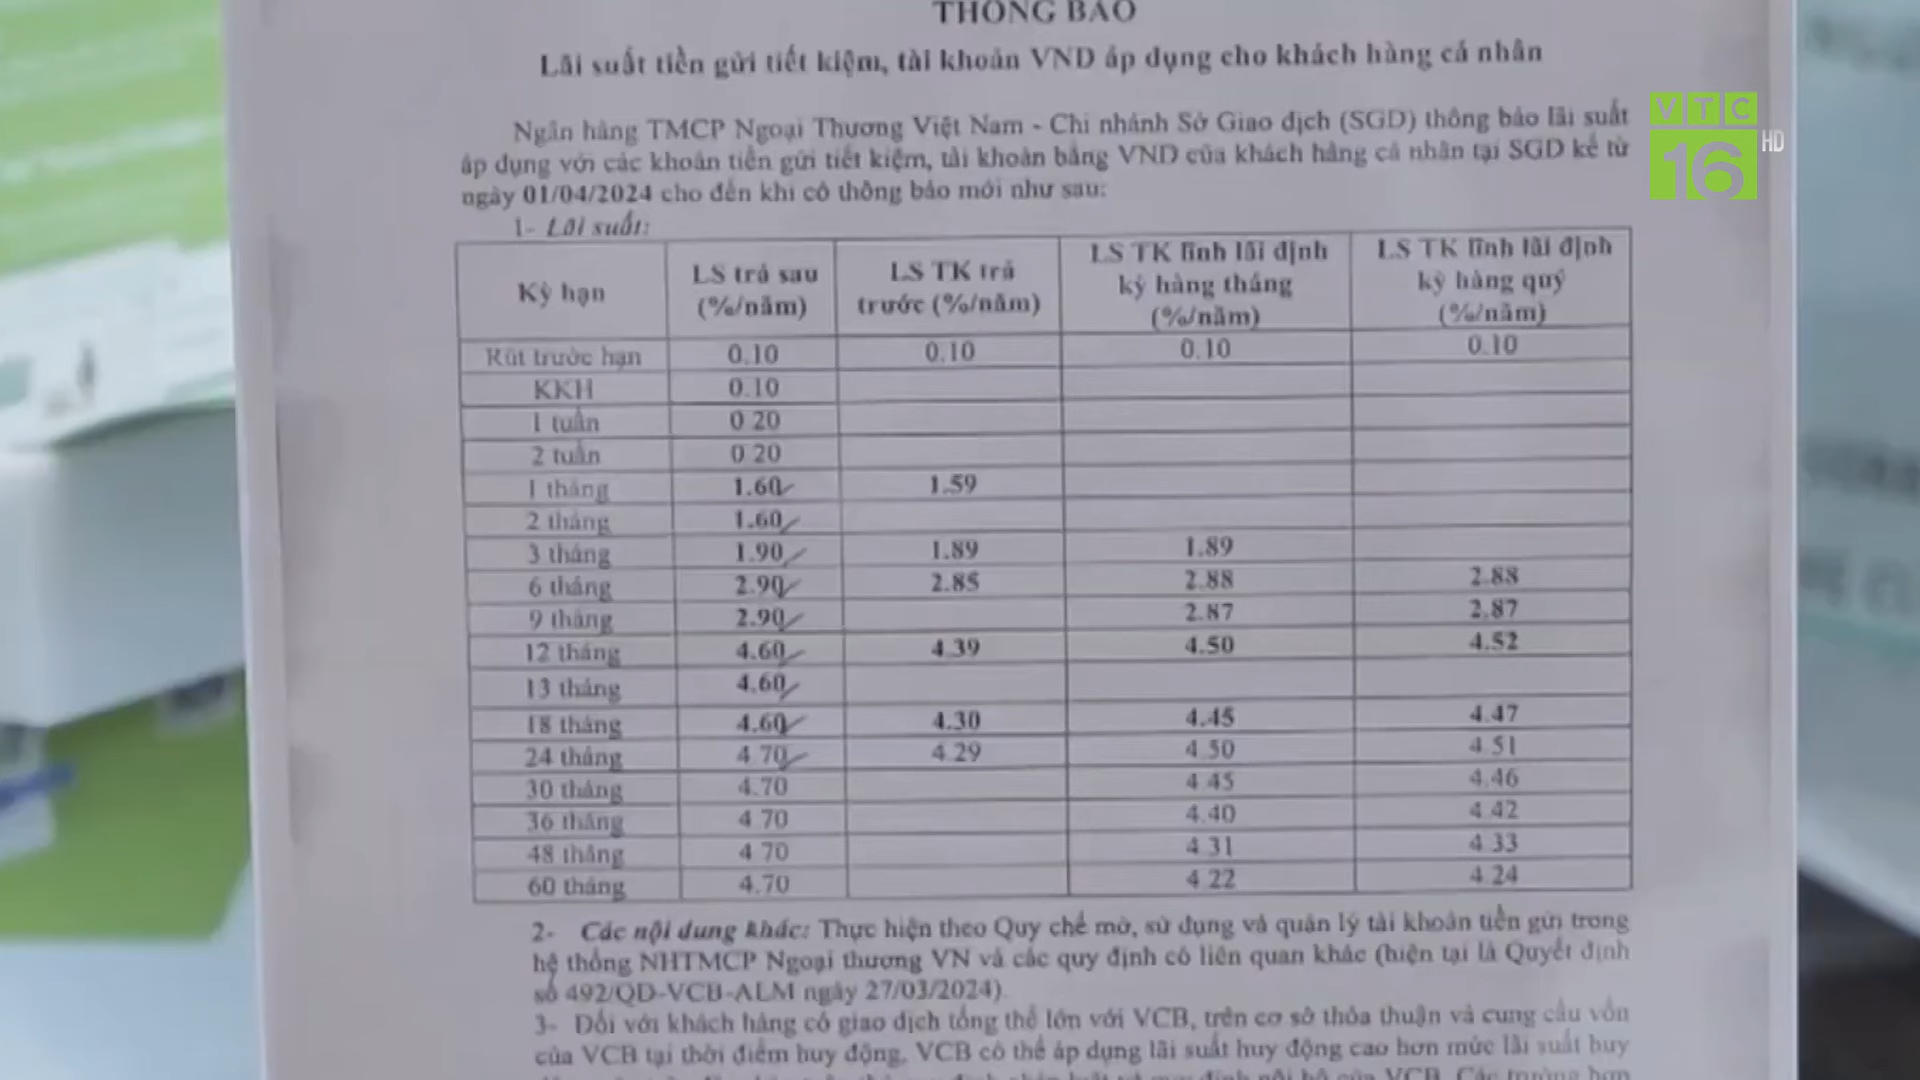 THÔNG BÁO
Lãi suất tiền gửi tiết kiệm, tài khoản VND áp dụng cho khách hàng cá nhân
VTC
16 HD
Ngân hàng TMCP Ngoại Thương Việt Nam - Chi nhánh Sở Giao dịch (SGD) thông báo lãi suất
áp dụng với các khoản tiền gửi tiết kiệm, tài khoản bằng VND của khách hàng cá nhân tại SGD kể từ
ngày 01/04/2024 cho đến khi có thông báo mới như sau:
1- Lãi suất:
Kỳ hạn | LS trả sau (%/năm) | LS TK trả trước (%/năm) | LS TK lĩnh lãi định kỳ hàng tháng (%/năm) | LS TK lĩnh lãi định kỳ hàng quý (%/năm)
Rút trước hạn 0.10 0.10 0.10 0.10
KKH 0.10
1 tuần 0.20
2 tuần 0.20
1 tháng 1.60 1.59
2 tháng 1.60
3 tháng 1.90 1.89 1.89
6 tháng 2.90 2.85 2.88 2.88
9 tháng 2.90 2.87 2.87
12 tháng 4.60 4.39 4.50 4.52
13 tháng 4.60
18 tháng 4.60 4.30 4.45 4.47
24 tháng 4.70 4.29 4.50 4.51
30 tháng 4.70 4.45 4.46
36 tháng 4.70 4.40 4.42
48 tháng 4.70 4.31 4.33
60 tháng 4.70 4.22 4.24
2- Các nội dung khác: Thực hiện theo Quy chế mở, sử dụng và quản lý tài khoản tiền gửi trong
hệ thống NHTMCP Ngoại thương VN và các quy định có liên quan khác (hiện tại là Quyết định
số 492/QD-VCB-ALM ngày 27/03/2024).
3- Đối với khách hàng có giao dịch tổng thể lớn với VCB, trên cơ sở thỏa thuận và cung cầu vốn
của VCB tại thời điểm huy động, VCB có thể áp dụng lãi suất huy động cao hơn mức lãi suất huy